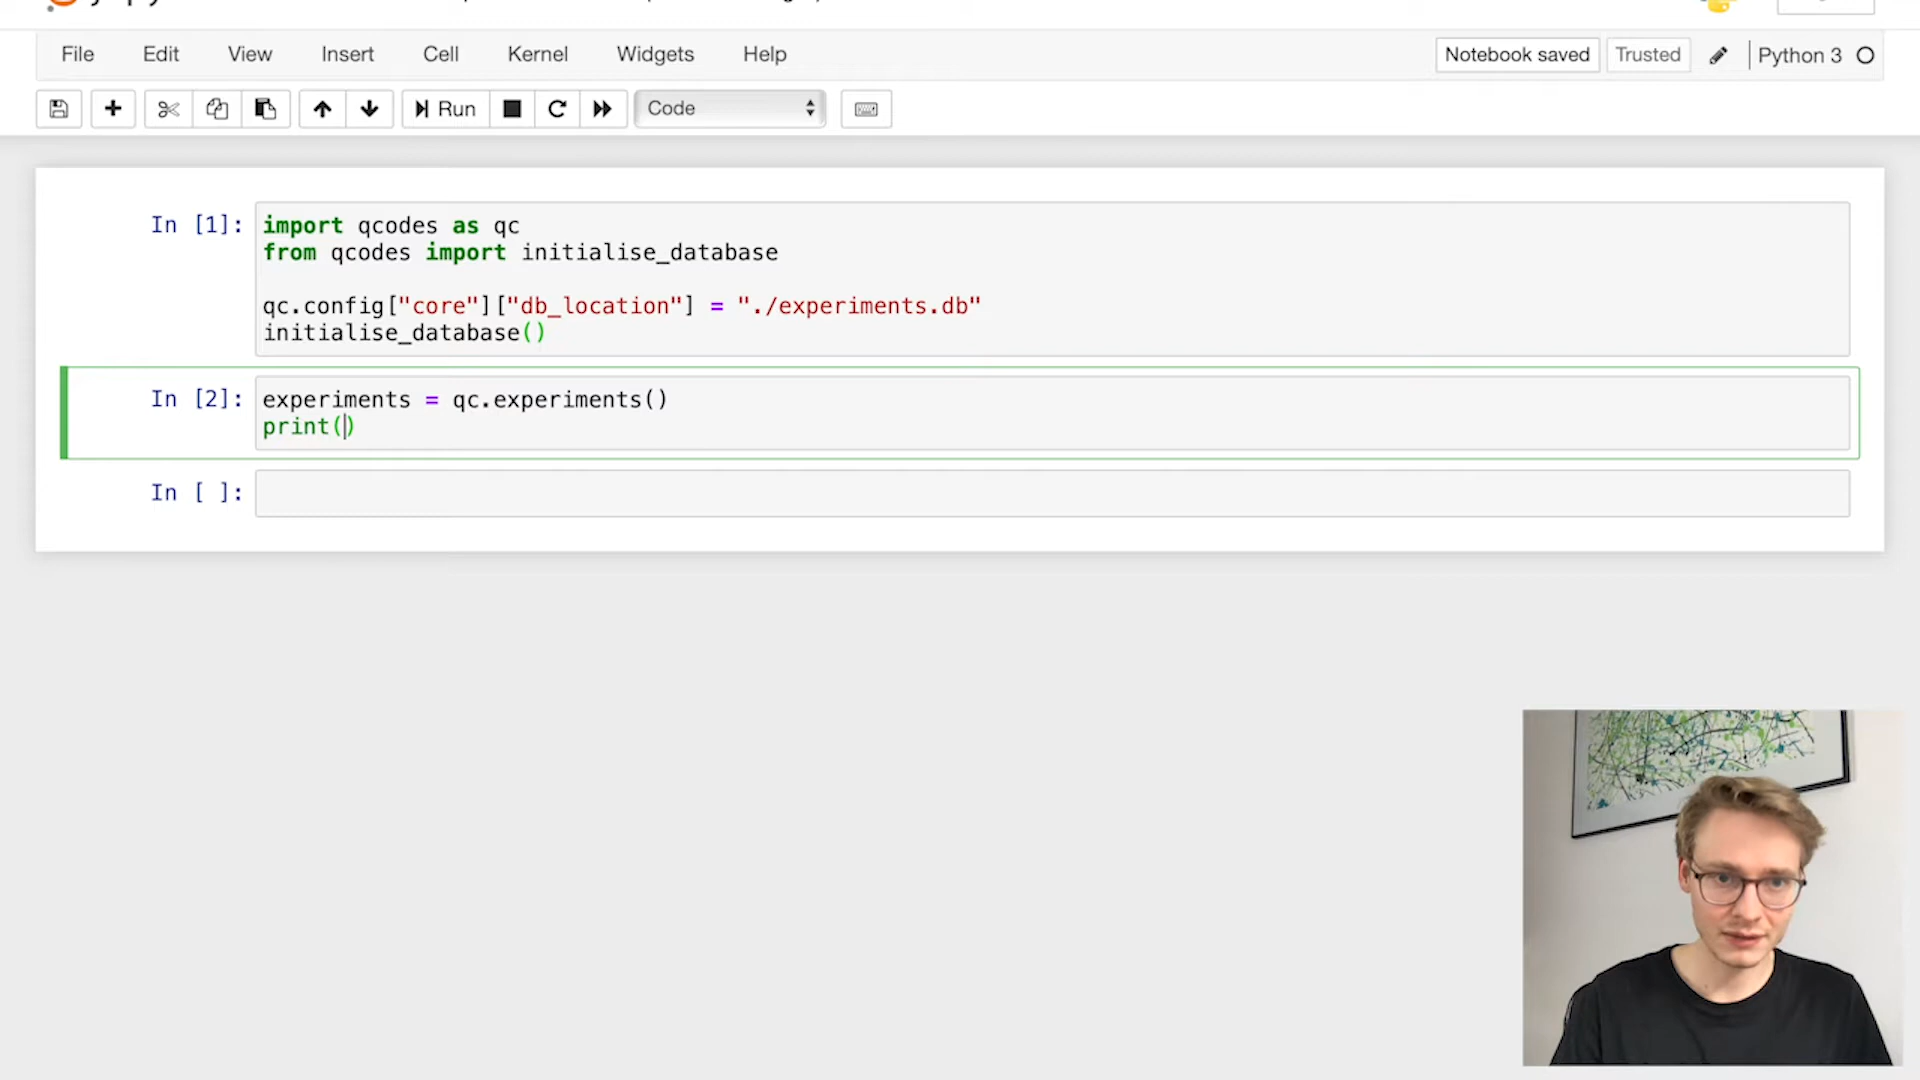 File Edit View Insert Cell Kernel Widgets Help Notebook saved Trusted Python 3
Run Code
In [1]: import qcodes as qc
from qcodes import initialise_database
qc.config["core"]["db_location"] = "./experiments.db"
initialise_database()
In [2]: experiments = qc.experiments()
print()
In [ ]: